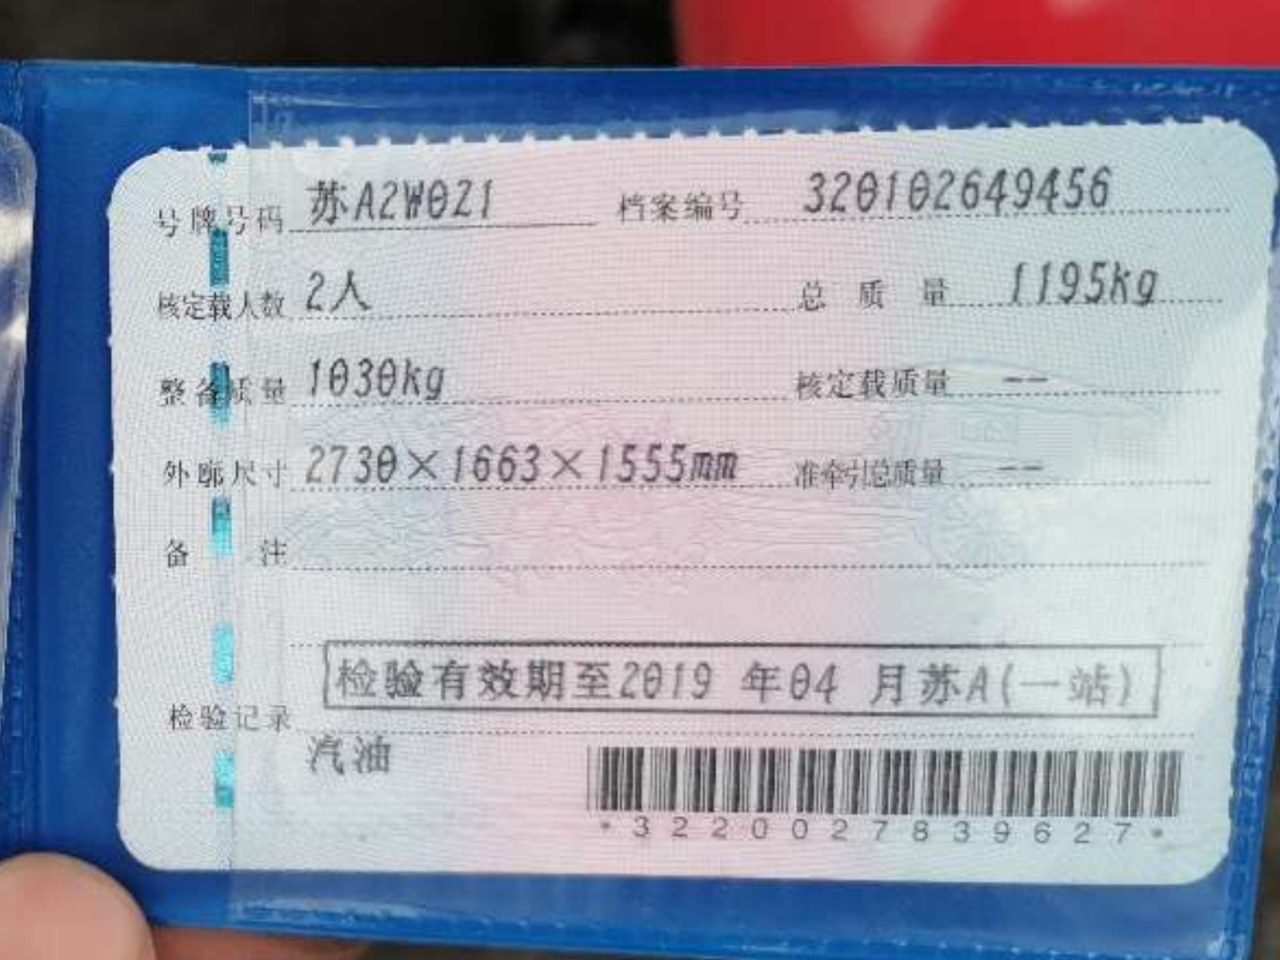 号牌号码 苏A2W0Z1 档案编号 320102649456
核定载人数 2人 总质量 1195kg
整备质量 1030kg 核定载质量 --
外廓尺寸 2730×1663×1555mm 准牵引总质量 --
备注
检验有效期至2019 年04 月苏A(一站)
检验记录
汽油
*3220027839627*